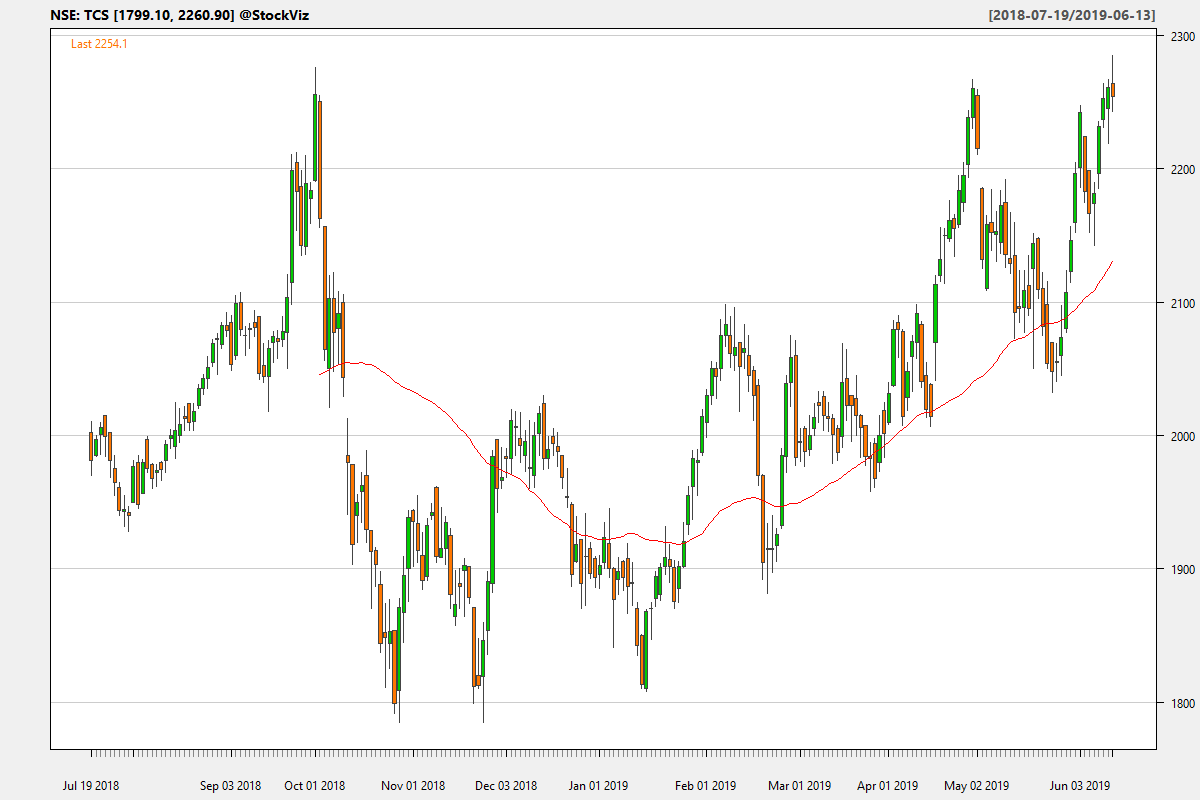 NSE: TCS [1799.10, 2260.90] @StockViz [2018-07-19/2019-06-13]
Last 2254.1
2300
2200
2100
2000
1900
1800
Jul 19 2018 Sep 03 2018 Oct 01 2018 Nov 01 2018 Dec 03 2018 Jan 01 2019 Feb 01 2019 Mar 01 2019 Apr 01 2019 May 02 2019 Jun 03 2019